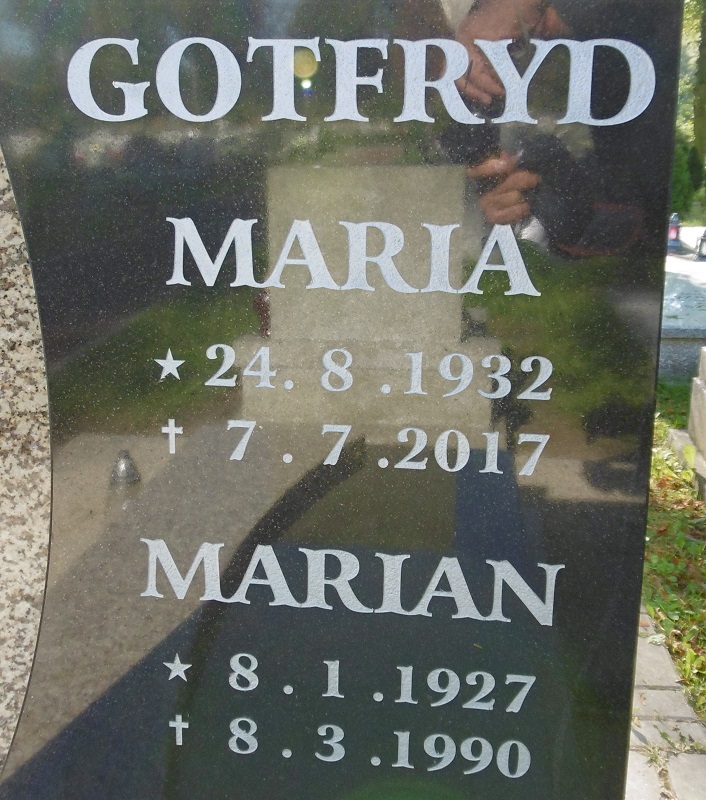 GOTFRYD
MARIA
★ 24. 8 .1932
✝ 7 . 7 .2017
MARIAN
★ 8 . 1 .1927
✝ 8 . 3 .1990